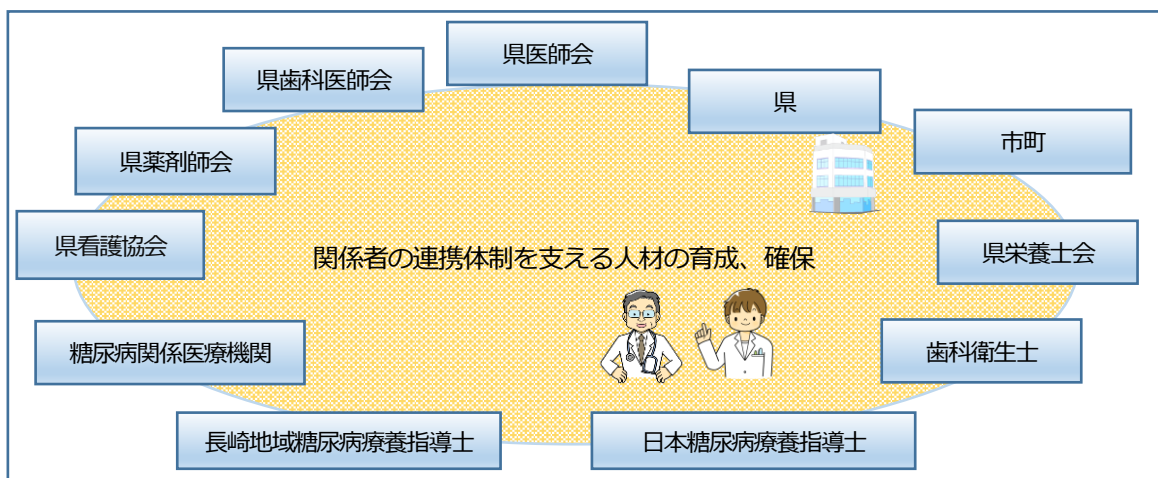 県医師会
県歯科医師会
県
市町
県薬剤師会
県看護協会
県栄養士会
関係者の連携体制を支える人材の育成、確保
糖尿病関係医療機関
歯科衛生士
長崎地域糖尿病療養指導士
日本糖尿病療養指導士